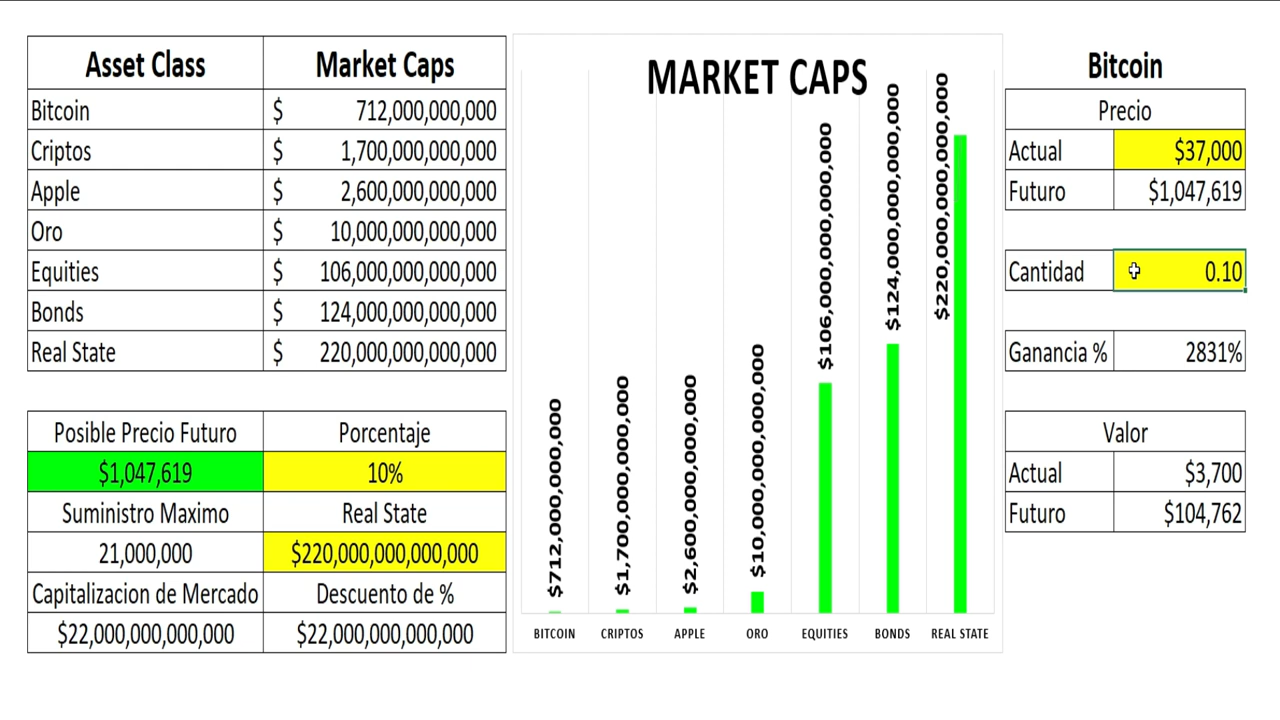 Asset Class Market Caps
Bitcoin $ 712,000,000,000
Criptos $ 1,700,000,000,000
Apple $ 2,600,000,000,000
Oro $ 10,000,000,000,000
Equities $ 106,000,000,000,000
Bonds $ 124,000,000,000,000
Real State $ 220,000,000,000,000
Posible Precio Futuro Porcentaje
$1,047,619 10%
Suministro Maximo Real State
21,000,000 $220,000,000,000,000
Capitalizacion de Mercado Descuento de %
$22,000,000,000,000 $22,000,000,000,000
MARKET CAPS
$712,000,000,000
$1,700,000,000,000
$2,600,000,000,000
$10,000,000,000,000
$106,000,000,000,000
$124,000,000,000,000
$220,000,000,000,000
BITCOIN CRIPTOS APPLE ORO EQUITIES BONDS REAL STATE
Bitcoin
Precio
Actual $37,000
Futuro $1,047,619
Cantidad 0.10
Ganancia % 2831%
Valor
Actual $3,700
Futuro $104,762